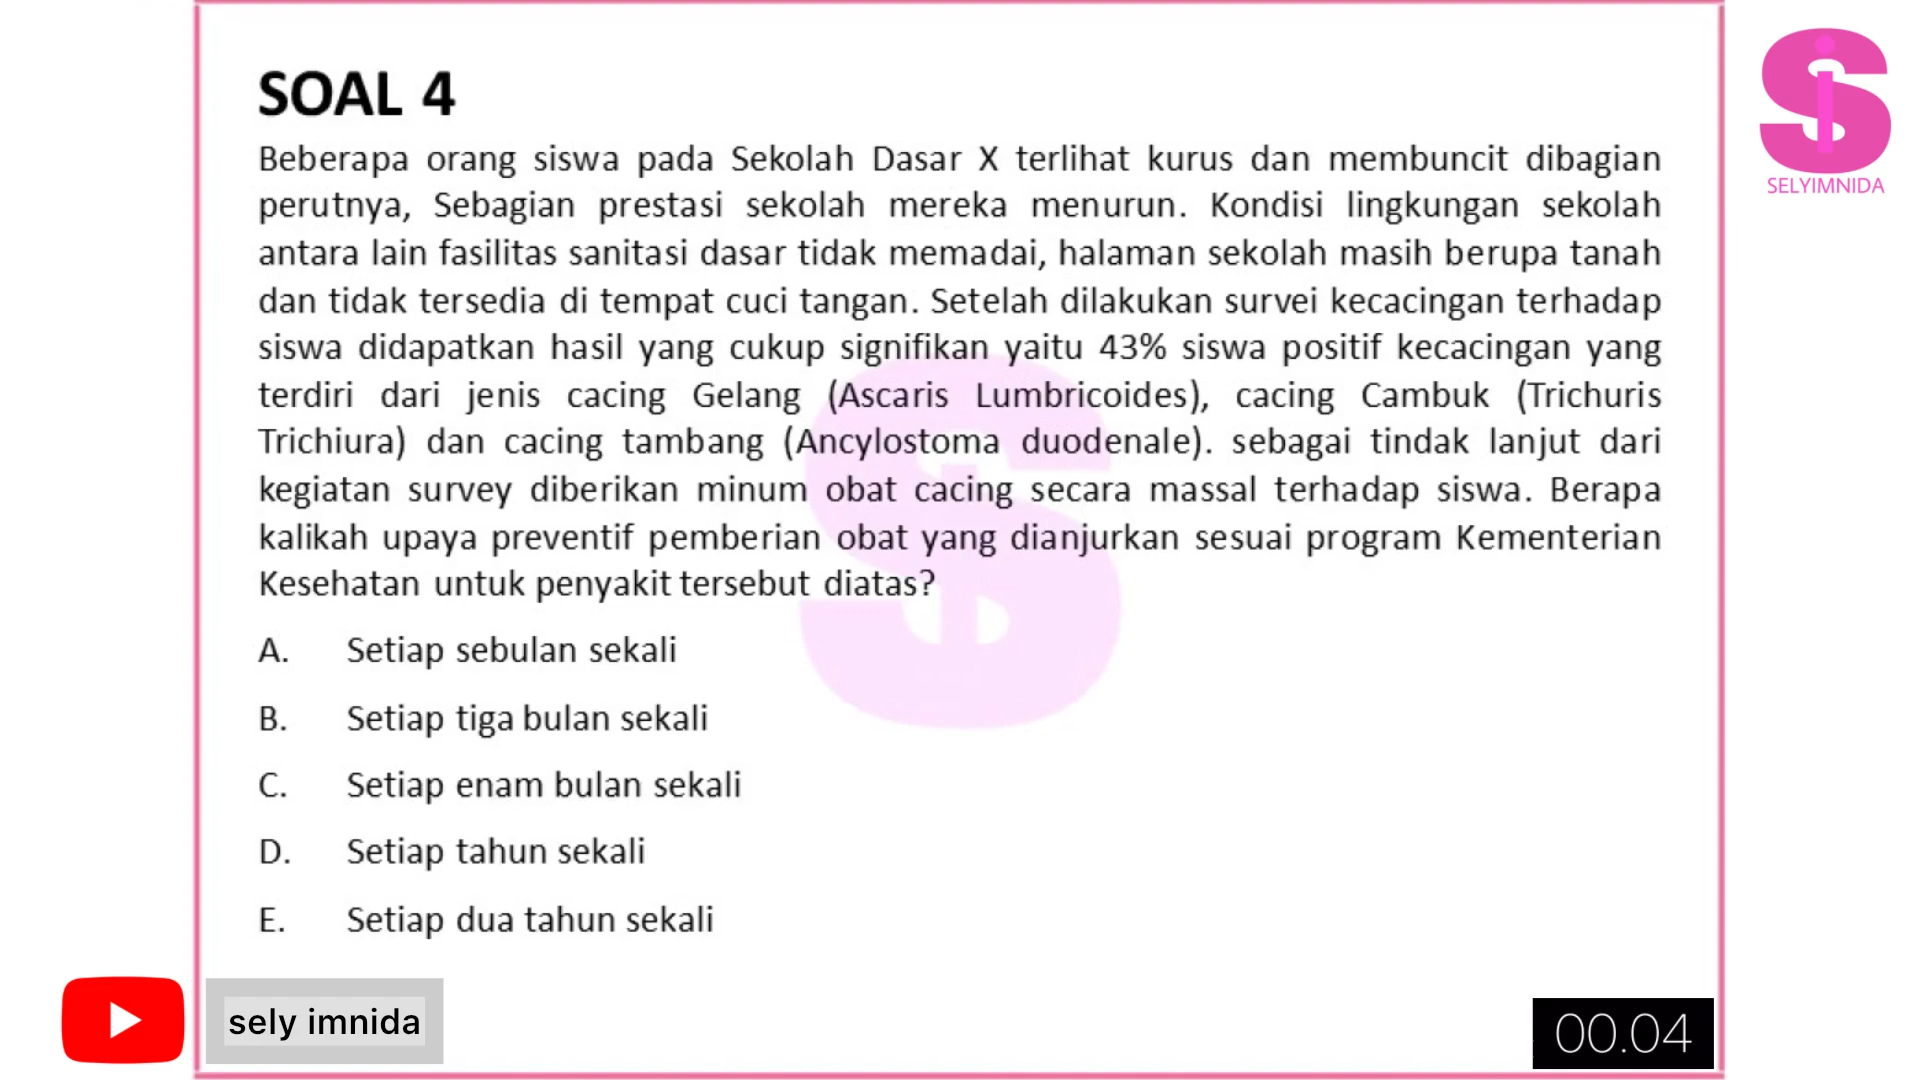 SOAL 4
Beberapa orang siswa pada Sekolah Dasar X terlihat kurus dan membuncit dibagian
perutnya, Sebagian prestasi sekolah mereka menurun. Kondisi lingkungan sekolah
antara lain fasilitas sanitasi dasar tidak memadai, halaman sekolah masih berupa tanah
dan tidak tersedia di tempat cuci tangan. Setelah dilakukan survei kecacingan terhadap
siswa didapatkan hasil yang cukup signifikan yaitu 43% siswa positif kecacingan yang
terdiri dari jenis cacing Gelang (Ascaris Lumbricoides), cacing Cambuk (Trichuris
Trichiura) dan cacing tambang (Ancylostoma duodenale). sebagai tindak lanjut dari
kegiatan survey diberikan minum obat cacing secara massal terhadap siswa. Berapa
kalikah upaya preventif pemberian obat yang dianjurkan sesuai program Kementerian
Kesehatan untuk penyakit tersebut diatas?
A. Setiap sebulan sekali
B. Setiap tiga bulan sekali
C. Setiap enam bulan sekali
D. Setiap tahun sekali
E. Setiap dua tahun sekali
SELYIMNIDA
sely imnida
00.04